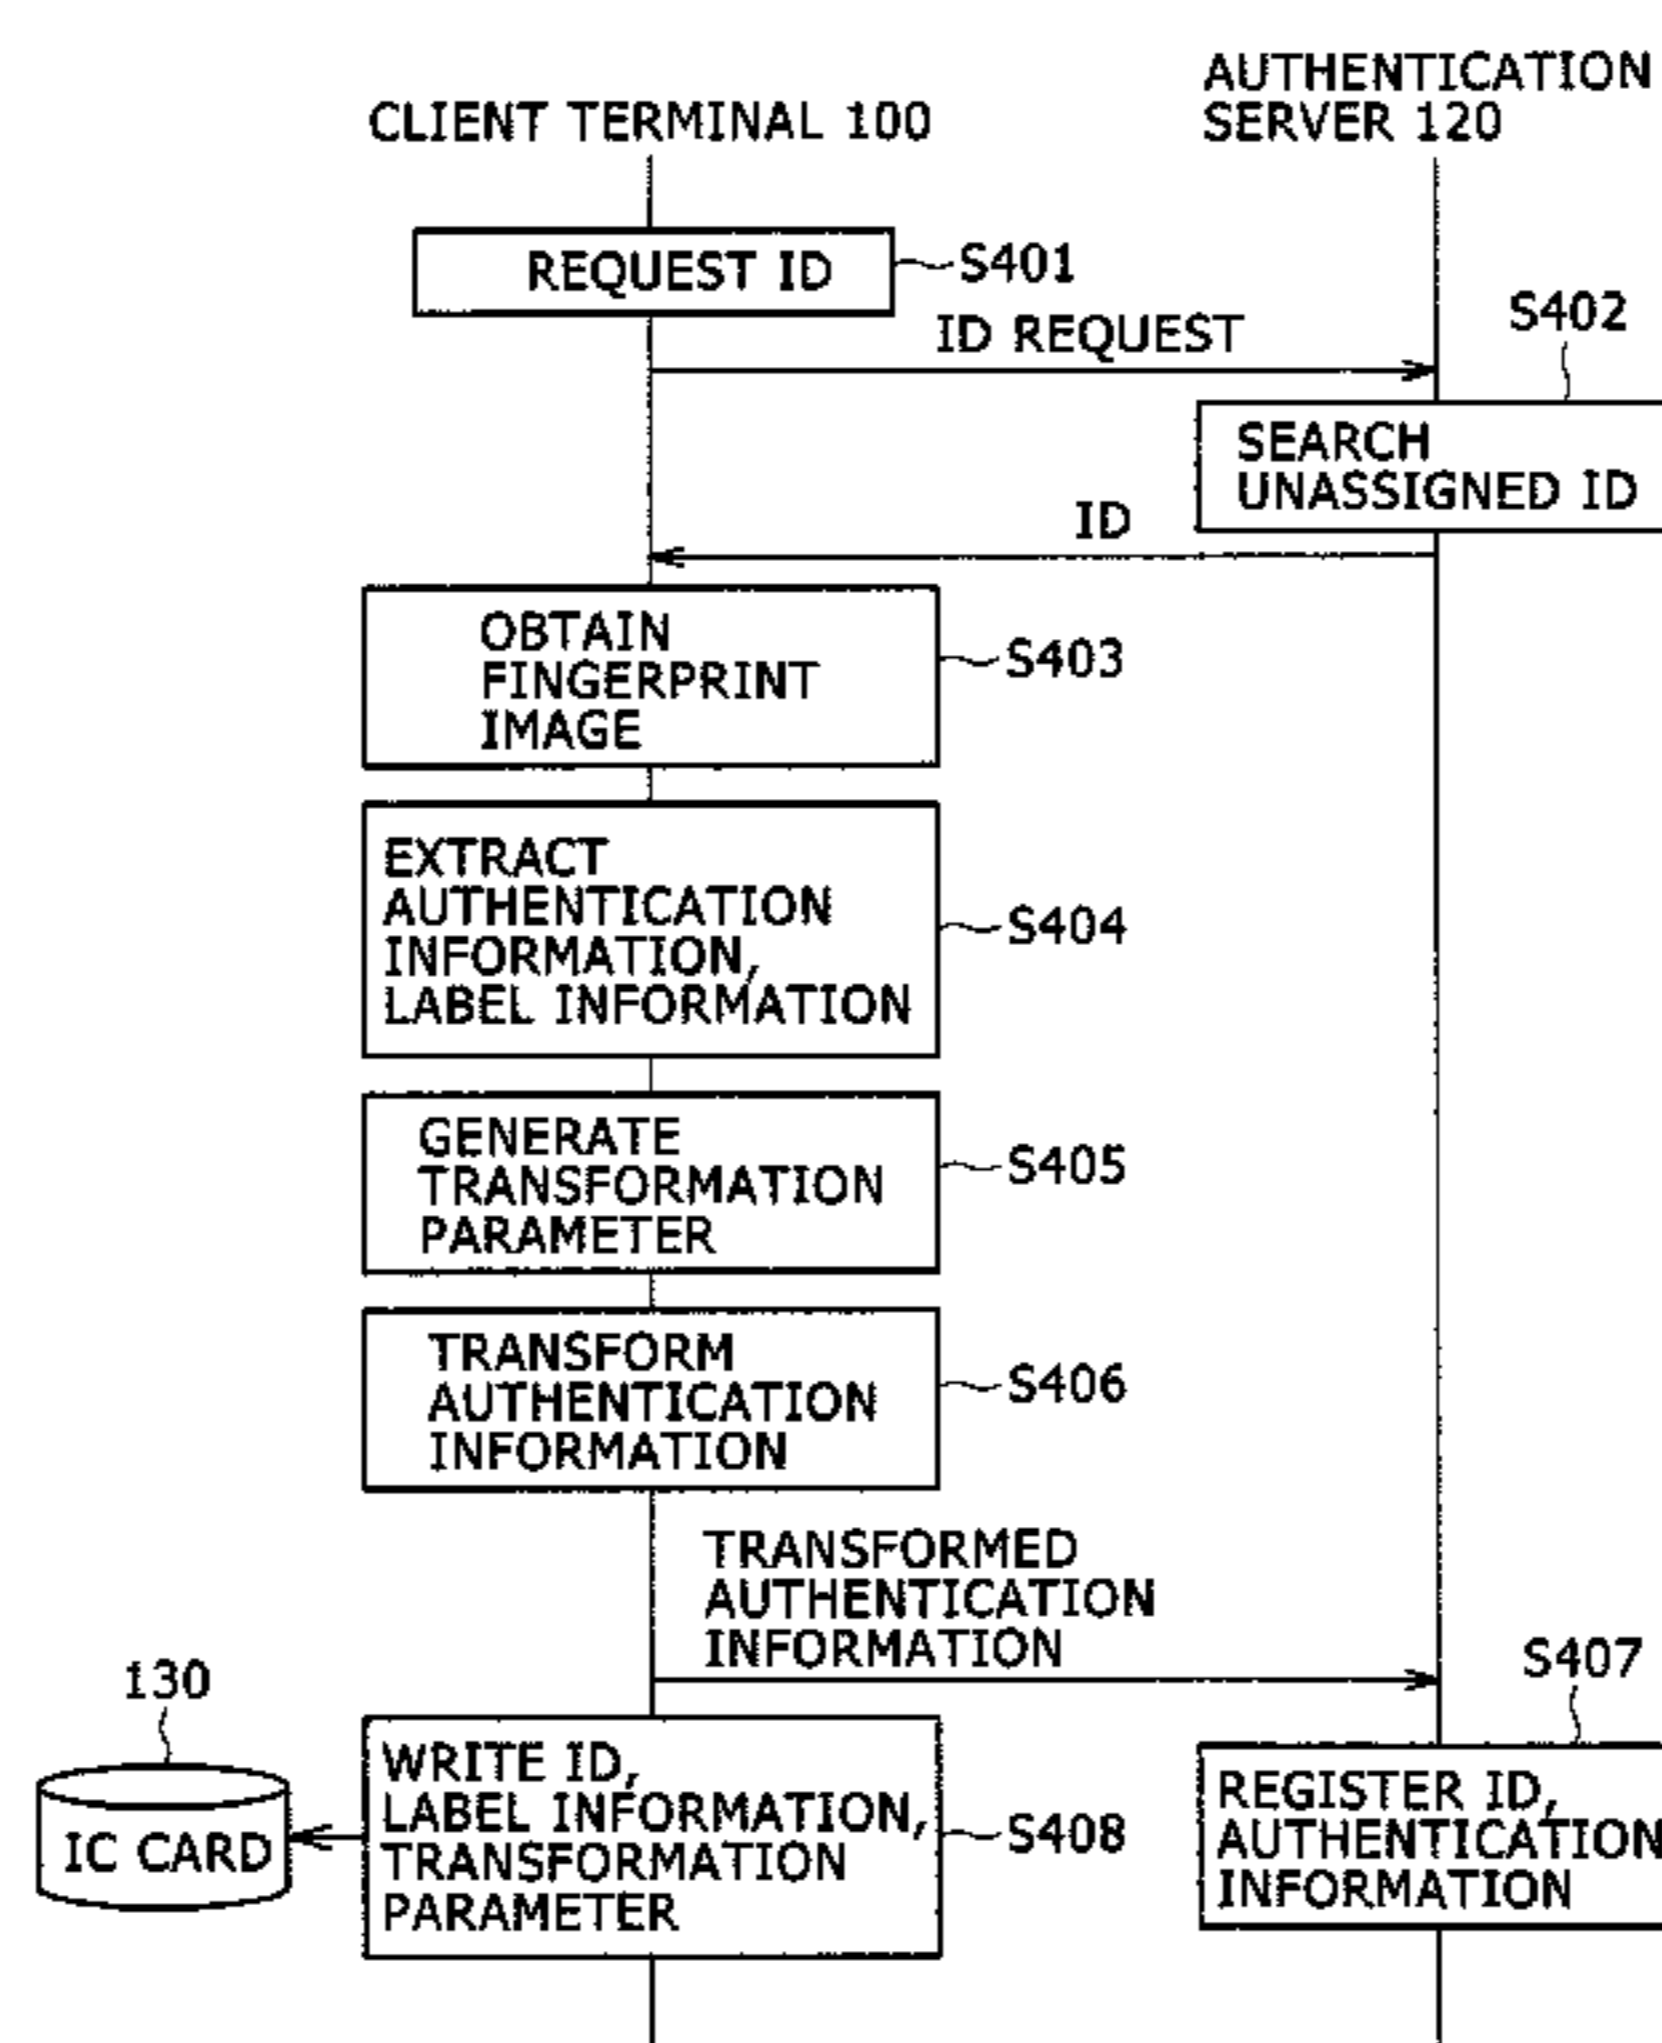 AUTHENTICATION
SERVER 120
CLIENT TERMINAL 100
REQUEST ID
S401
ID REQUEST
S402
SEARCH
UNASSIGNED ID
ID
OBTAIN
FINGERPRINT
IMAGE
S403
EXTRACT
AUTHENTICATION
INFORMATION,
LABEL INFORMATION
S404
GENERATE
TRANSFORMATION
PARAMETER
S405
TRANSFORM
AUTHENTICATION
INFORMATION
S406
TRANSFORMED
AUTHENTICATION
INFORMATION
S407
130
IC CARD
WRITE ID,
LABEL INFORMATION,
TRANSFORMATION
PARAMETER
S408
REGISTER ID,
AUTHENTICATION
INFORMATION